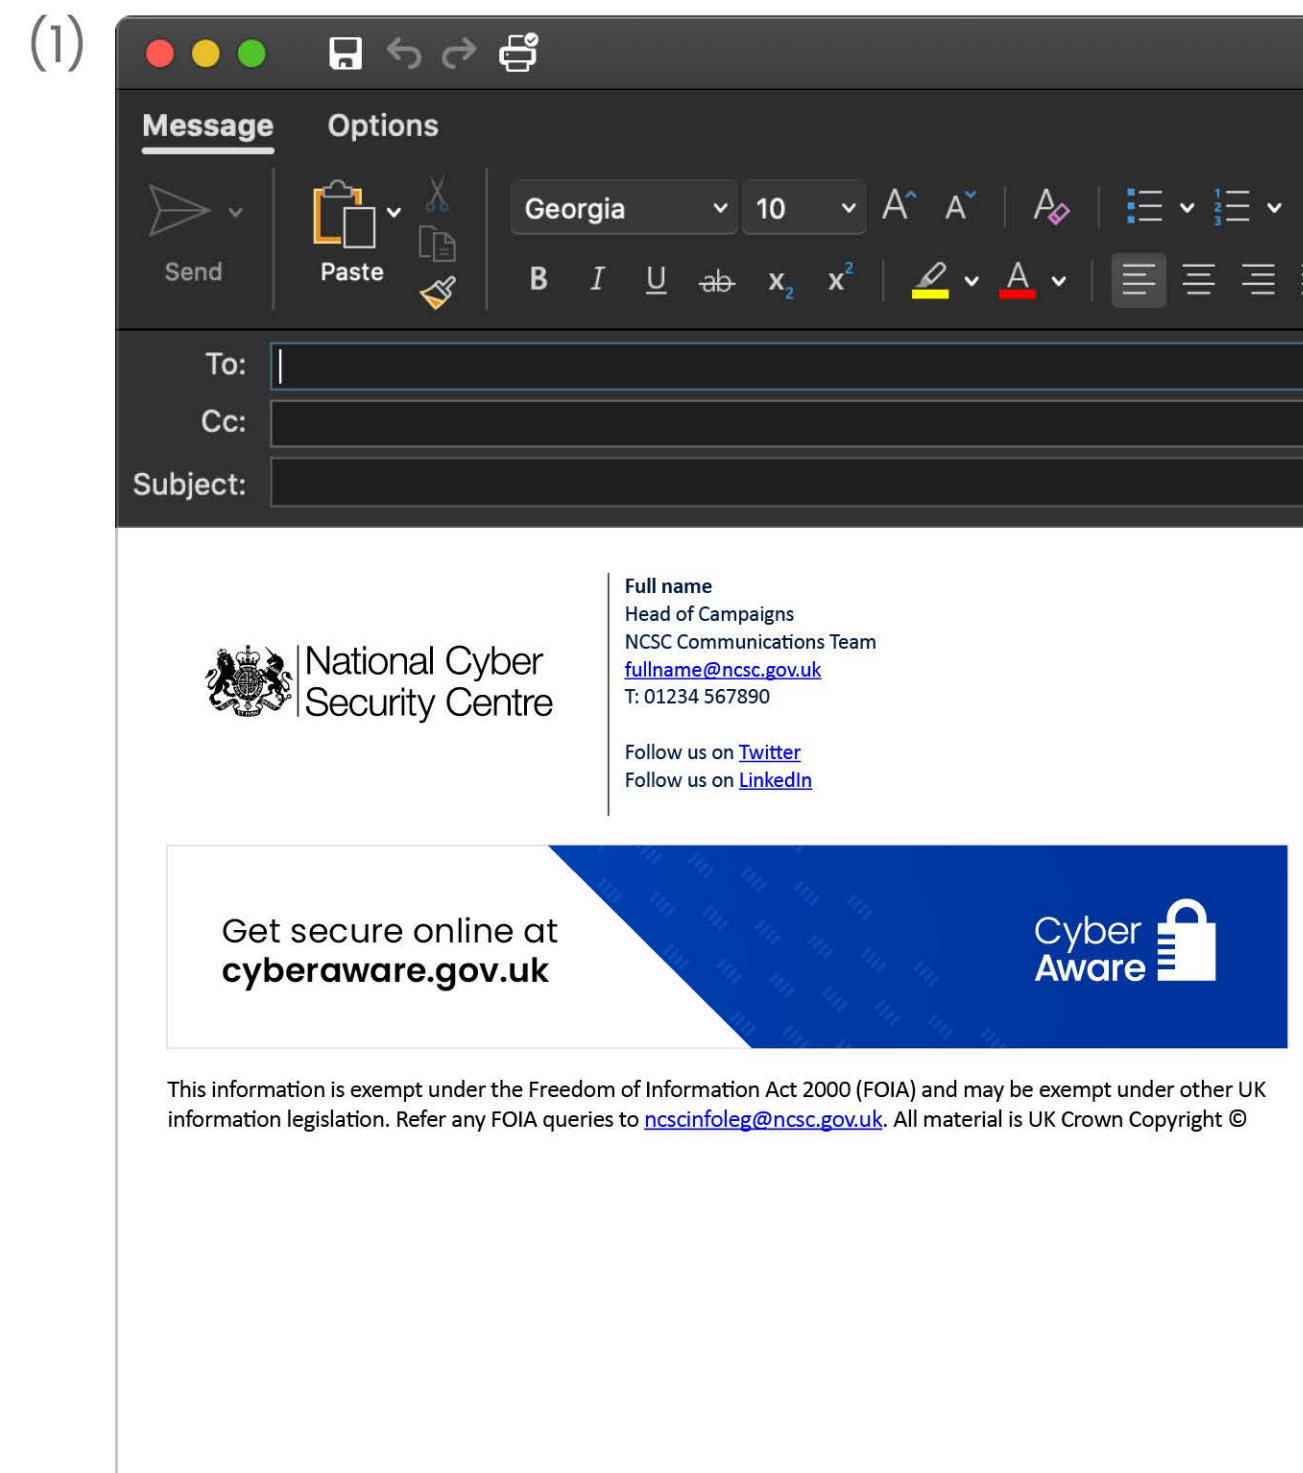 (1)
Message Options
Georgia 10
Send Paste B I U ab x2 x2 A
To:
Cc:
Subject:
Full name
Head of Campaigns
NCSC Communications Team
fullname@ncsc.gov.uk
T: 01234 567890
Follow us on Twitter
Follow us on LinkedIn
National Cyber
Security Centre
Get secure online at
cyberaware.gov.uk
Cyber
Aware
This information is exempt under the Freedom of Information Act 2000 (FOIA) and may be exempt under other UK
information legislation. Refer any FOIA queries to ncscinfoleg@ncsc.gov.uk. All material is UK Crown Copyright ©